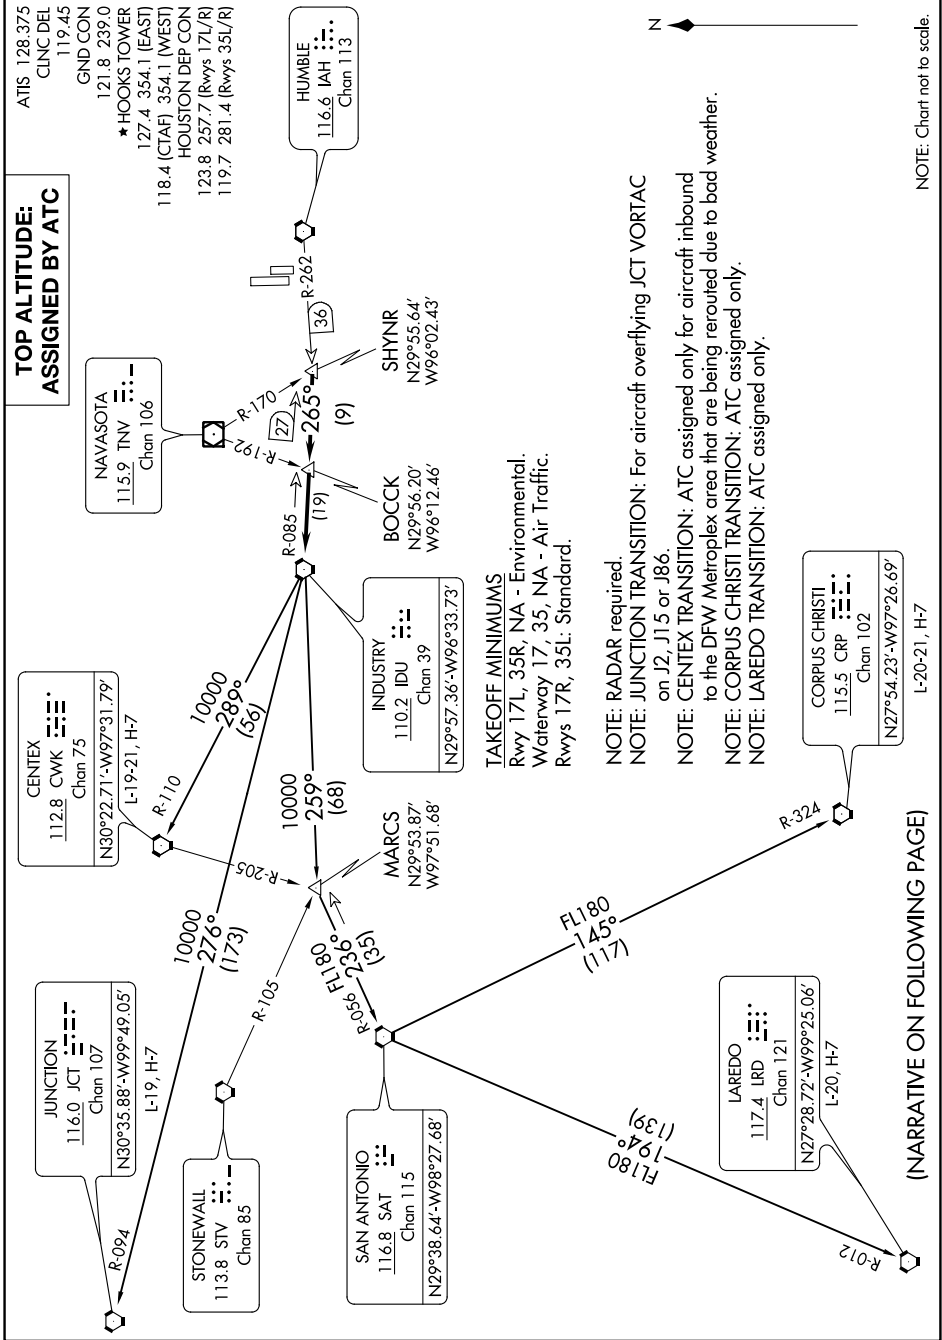 TOP ALTITUDE:
ASSIGNED BY ATC
ATIS 128.375
CLNC DEL
119.45
GND CON
121.8 239.0
★ HOOKS TOWER
127.4 354.1 (EAST)
118.4 (CTAF) 354.1 (WEST)
HOUSTON DEP CON
123.8 257.7 (Rwys 17L/R)
119.7 281.4 (Rwys 35L/R)
JUNCTION
116.0 JCT
Chan 107
N30°35.88'-W99°49.05'
L-19, H-7
R-094
CENTEX
112.8 CWK
Chan 75
N30°22.71'-W97°31.79'
L-19-21, H-7
R-110
R-205
NAVASOTA
115.9 TNV
Chan 106
R-170
R-192
HUMBLE
116.6 IAH
Chan 113
R-262
36
SHYNR
N29°55.64'
W96°02.43'
27
265°
(9)
BOCCK
N29°56.20'
W96°12.46'
R-085
(19)
INDUSTRY
110.2 IDU
Chan 39
N29°57.36'-W96°33.73'
10000
289°
(56)
10000
276°
(173)
10000
259°
(68)
MARCS
N29°53.87'
W97°51.68'
STONEWALL
113.8 STV
Chan 85
R-105
FL180
236°
(35)
R-056
SAN ANTONIO
116.8 SAT
Chan 115
N29°38.64'-W98°27.68'
FL180
145°
(117)
R-324
CORPUS CHRISTI
115.5 CRP
Chan 102
N27°54.23'-W97°26.69'
L-20-21, H-7
FL180
194°
(139)
R-012
LAREDO
117.4 LRD
Chan 121
N27°28.72'-W99°25.06'
L-20, H-7
TAKEOFF MINIMUMS
Rwy 17L, 35R, NA - Environmental.
Waterway 17, 35, NA - Air Traffic.
Rwys 17R, 35L: Standard.
NOTE: RADAR required.
NOTE: JUNCTION TRANSITION: For aircraft overflying JCT VORTAC
on J2, J15 or J86.
NOTE: CENTEX TRANSITION: ATC assigned only for aircraft inbound
to the DFW Metroplex area that are being rerouted due to bad weather.
NOTE: CORPUS CHRISTI TRANSITION: ATC assigned only.
NOTE: LAREDO TRANSITION: ATC assigned only.
N
(NARRATIVE ON FOLLOWING PAGE)
NOTE: Chart not to scale.